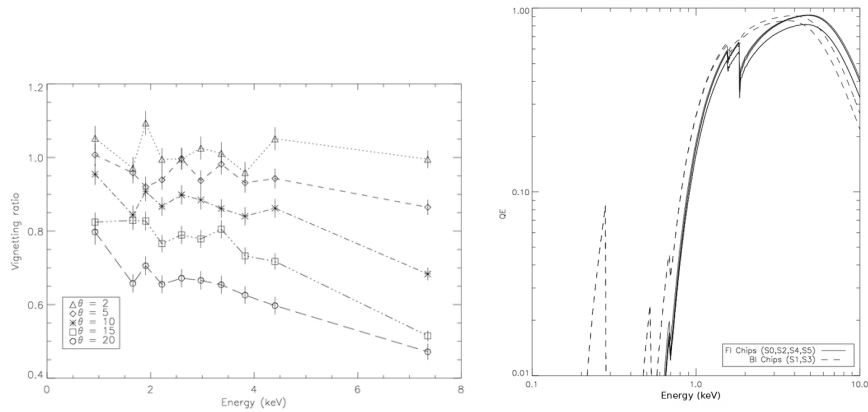 1.2
1.0
0.8
0.6
0.4
Vignetting ratio
θ = 2
θ = 5
θ = 10
θ = 15
θ = 20
0 2 4 6 8
Energy (keV)
1.00
0.10
0.01
QE
FI Chips (S0,S2,S4,S5)
BI Chips (S1,S3)
0.1 1.0 10.0
Energy (keV)